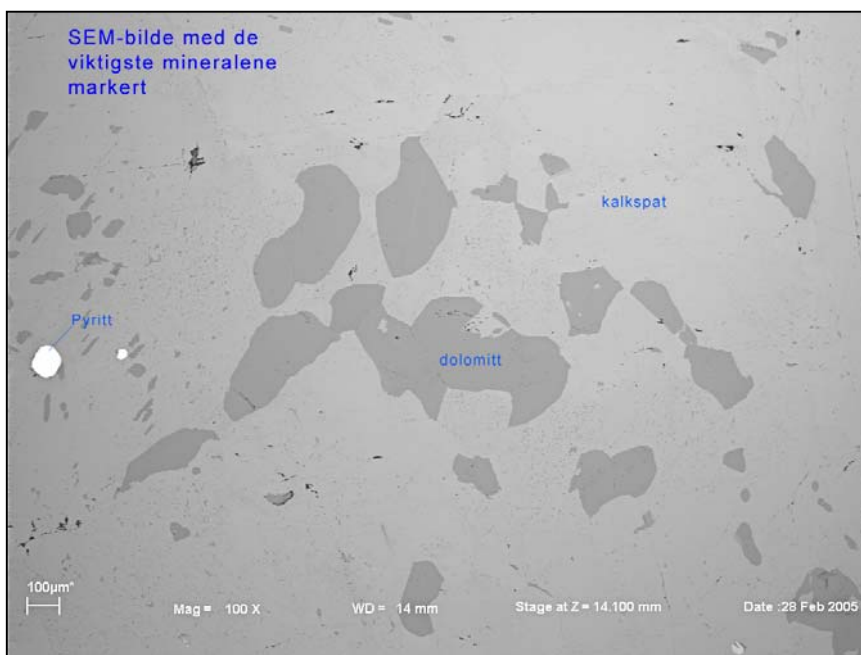 SEM-bilde med de
viktigste mineralene
markert
kalkspat
Pyritt
dolomitt
100µm*
Mag = 100 X WD = 14 mm Stage at Z = 14.100 mm Date :28 Feb 2005